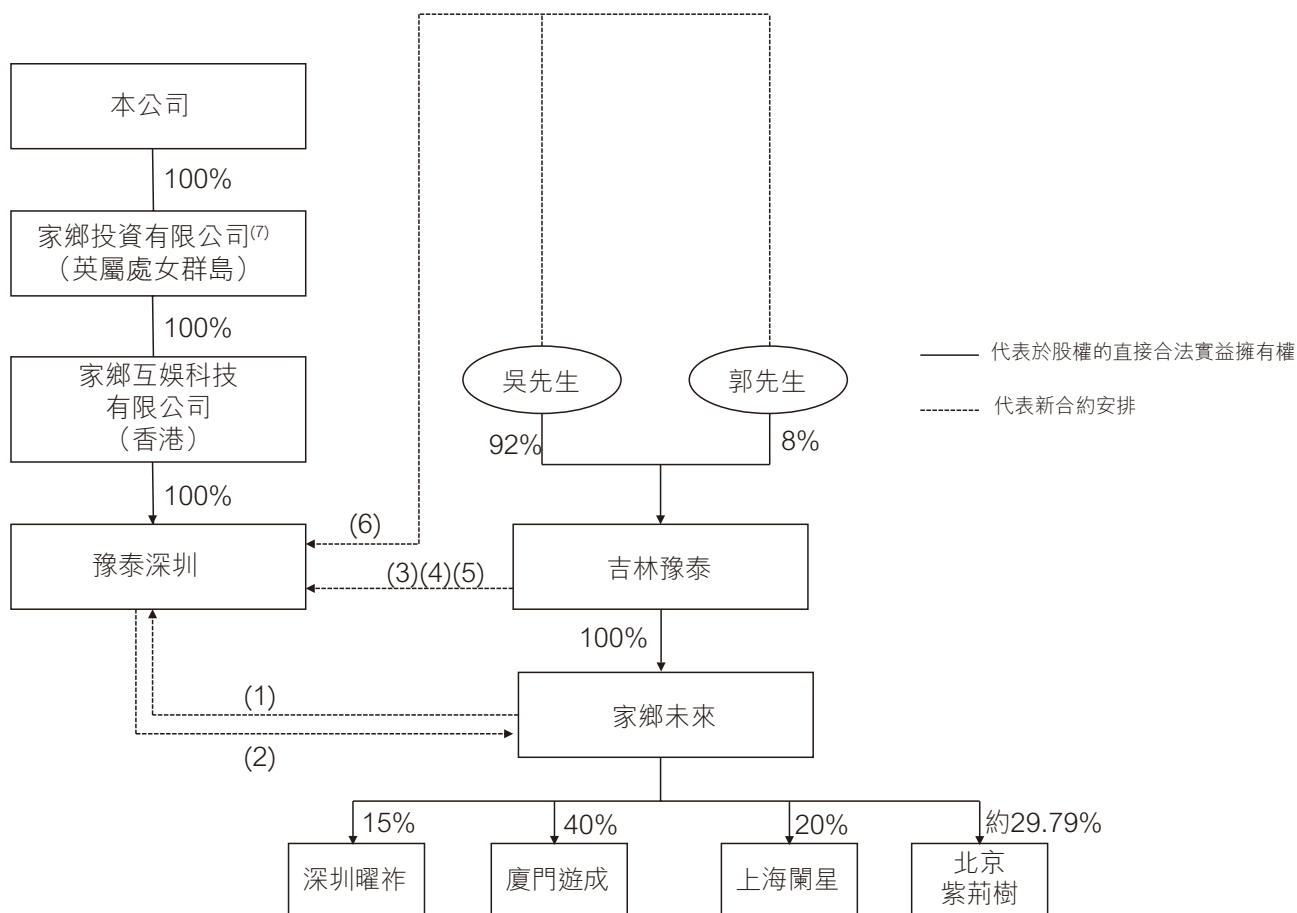 本公司
100%
家鄉投資有限公司(7)
（英屬處女群島）
100%
家鄉互娛科技
有限公司
（香港）
100%
吳先生
郭先生
92%
8%
代表於股權的直接合法實益擁有權
代表新合約安排
(6)
豫泰深圳
(3)(4)(5)
吉林豫泰
100%
(1)
家鄉未來
(2)
15%
40%
20%
約29.79%
深圳曜祚
廈門遊成
上海闌星
北京
紫荊樹